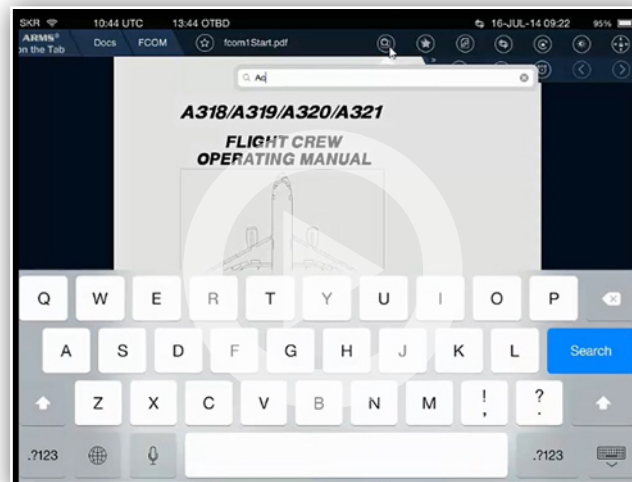 SKR 10:44 UTC 13:44 OTBD 16-JUL-14 09:22 95%
ARMS®
on the Tab Docs FCOM fcom1Start.pdf
Ac
A318/A319/A320/A321
FLIGHT CREW
OPERATING MANUAL
Q W E R T Y U I O P
A S D F G H J K L Search
Z X C V B N M ! , ? .
.?123 .?123